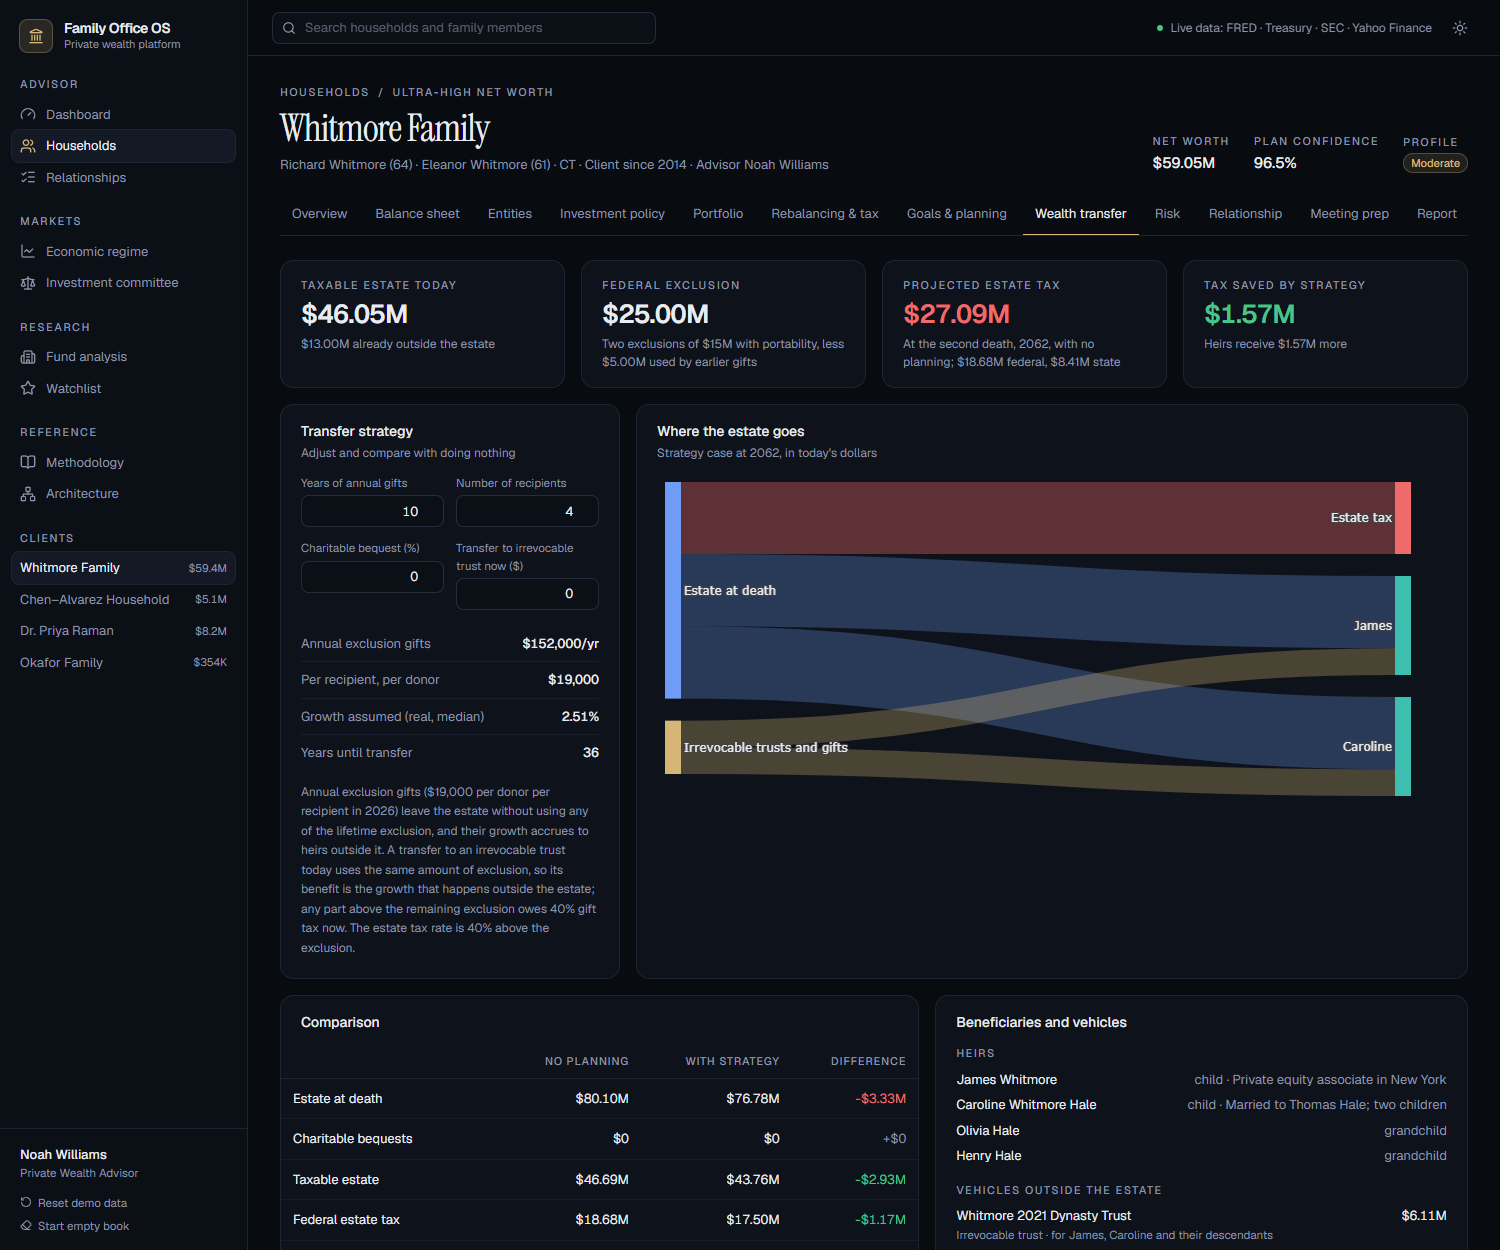 Family Office OS
Private wealth platform
ADVISOR
Dashboard
Households
Relationships
MARKETS
Economic regime
Investment committee
RESEARCH
Fund analysis
Watchlist
REFERENCE
Methodology
Architecture
CLIENTS
Whitmore Family $59.4M
Chen–Alvarez Household $5.1M
Dr. Priya Raman $8.2M
Okafor Family $354K
Noah Williams
Private Wealth Advisor
Reset demo data
Start empty book
Search households and family members
Live data: FRED · Treasury · SEC · Yahoo Finance
HOUSEHOLDS / ULTRA-HIGH NET WORTH
Whitmore Family
Richard Whitmore (64) · Eleanor Whitmore (61) · CT · Client since 2014 · Advisor Noah Williams
NET WORTH PLAN CONFIDENCE PROFILE
$59.05M 96.5% Moderate
Overview Balance sheet Entities Investment policy Portfolio Rebalancing & tax Goals & planning Wealth transfer Risk Relationship Meeting prep Report
TAXABLE ESTATE TODAY
$46.05M
$13.00M already outside the estate
FEDERAL EXCLUSION
$25.00M
Two exclusions of $15M with portability, less
$5.00M used by earlier gifts
PROJECTED ESTATE TAX
$27.09M
At the second death, 2062, with no
planning; $18.68M federal, $8.41M state
TAX SAVED BY STRATEGY
$1.57M
Heirs receive $1.57M more
Transfer strategy
Adjust and compare with doing nothing
Years of annual gifts Number of recipients
10 4
Charitable bequest (%) Transfer to irrevocable
trust now ($)
0 0
Annual exclusion gifts $152,000/yr
Per recipient, per donor $19,000
Growth assumed (real, median) 2.51%
Years until transfer 36
Annual exclusion gifts ($19,000 per donor per
recipient in 2026) leave the estate without using any
of the lifetime exclusion, and their growth accrues to
heirs outside it. A transfer to an irrevocable trust
today uses the same amount of exclusion, so its
benefit is the growth that happens outside the estate;
any part above the remaining exclusion owes 40% gift
tax now. The estate tax rate is 40% above the
exclusion.
Where the estate goes
Strategy case at 2062, in today's dollars
Estate tax
Estate at death
James
Irrevocable trusts and gifts
Caroline
Comparison
NO PLANNING WITH STRATEGY DIFFERENCE
Estate at death $80.10M $76.78M -$3.33M
Charitable bequests $0 $0 +$0
Taxable estate $46.69M $43.76M -$2.93M
Federal estate tax $18.68M $17.50M -$1.17M
Beneficiaries and vehicles
HEIRS
James Whitmore child · Private equity associate in New York
Caroline Whitmore Hale child · Married to Thomas Hale; two children
Olivia Hale grandchild
Henry Hale grandchild
VEHICLES OUTSIDE THE ESTATE
Whitmore 2021 Dynasty Trust $6.11M
Irrevocable trust · for James, Caroline and their descendants